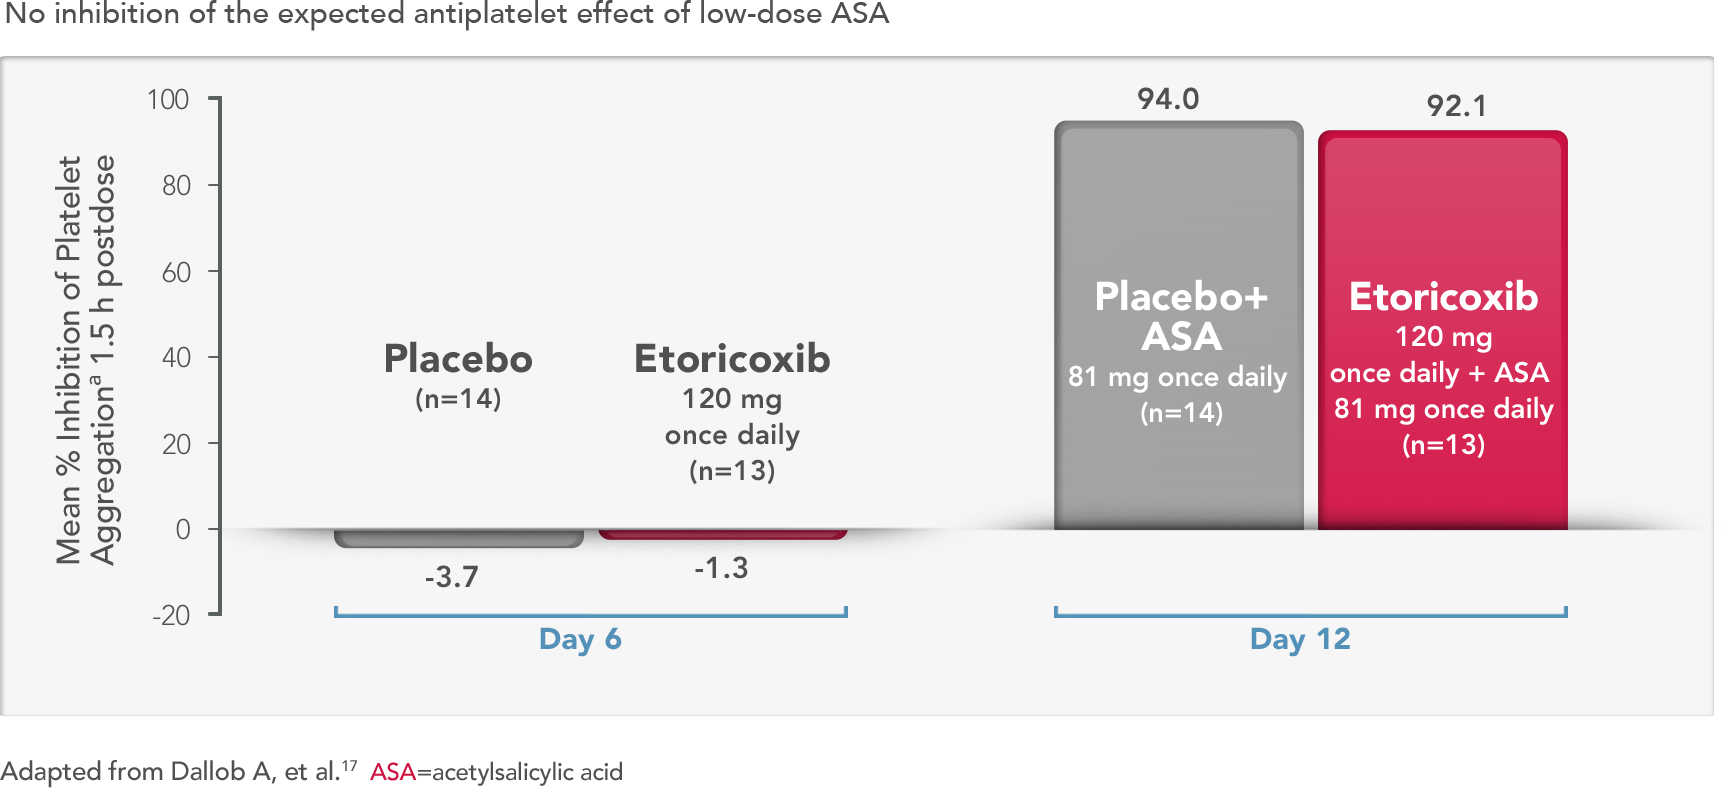 No inhibition of the expected antiplatelet effect of low-dose ASA
Mean % Inhibition of Platelet
Aggregationᵃ 1.5 h postdose
100
80
60
40
20
0
-20
Placebo
(n=14)
-3.7
Etoricoxib
120 mg
once daily
(n=13)
-1.3
Day 6
94.0
Placebo+
ASA
81 mg once daily
(n=14)
92.1
Etoricoxib
120 mg
once daily + ASA
81 mg once daily
(n=13)
Day 12
Adapted from Dallob A, et al.¹⁷ ASA=acetylsalicylic acid